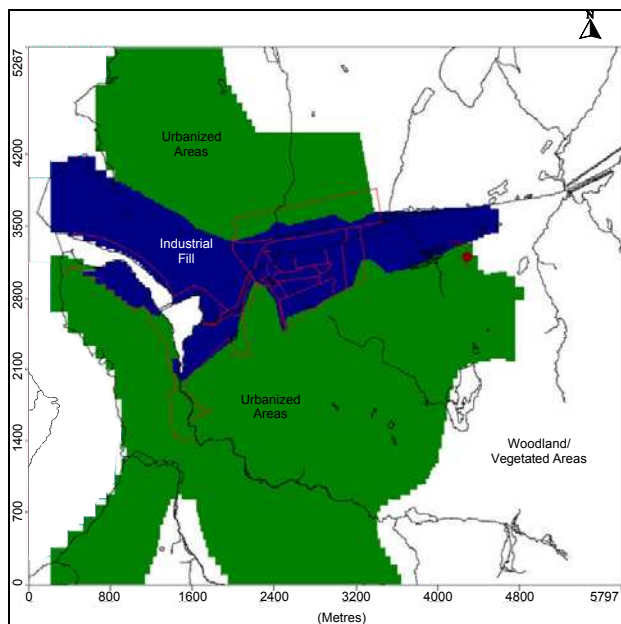 N
5267
Urbanized
Areas
4200
3500
Industrial
Fill
2800
2100
Urbanized
Areas
1400
Woodland/
Vegetated Areas
700
0
0 800 1600 2400 3200 4000 4800 5797
(Metres)